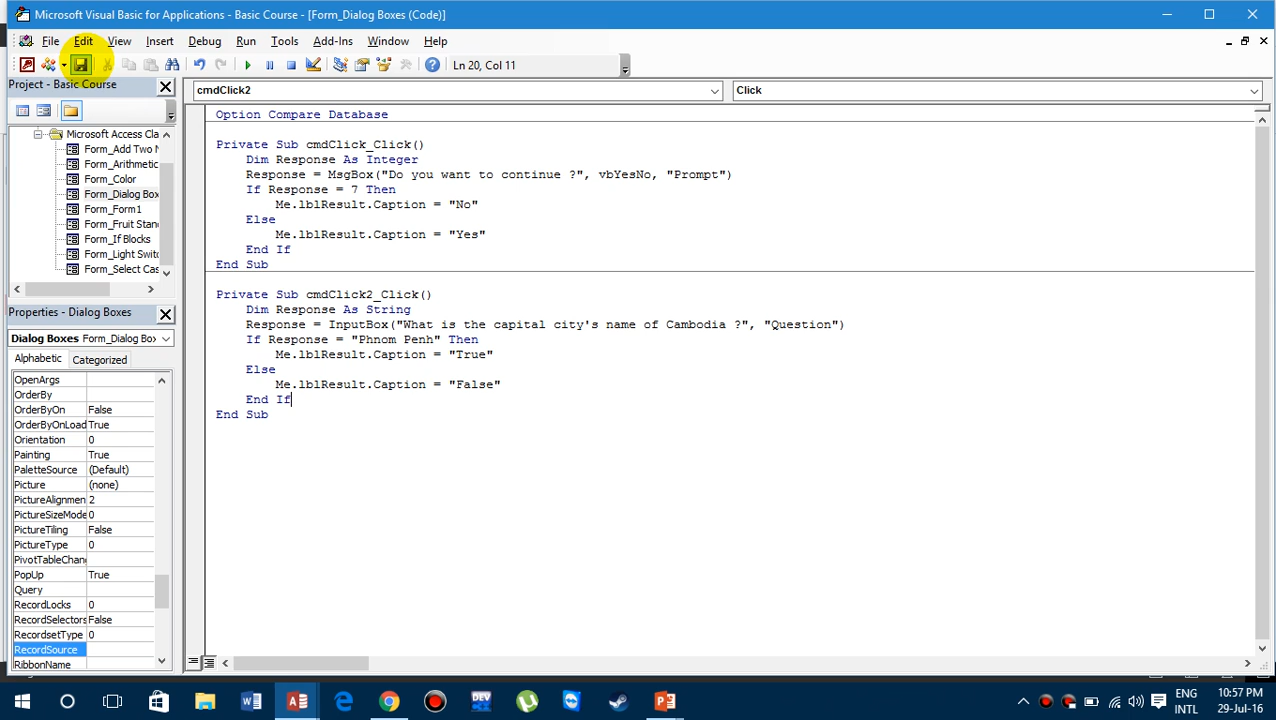 Microsoft Visual Basic for Applications - Basic Course - [Form_Dialog Boxes (Code)]
File Edit View Insert Debug Run Tools Add-Ins Window Help
Ln 20, Col 11
Project - Basic Course
cmdClick2
Click
Microsoft Access Cla
Form_Add Two N
Form_Arithmetic
Form_Color
Form_Dialog Box
Form_Form1
Form_Fruit Stan
Form_If Blocks
Form_Light Switc
Form_Select Cas
Properties - Dialog Boxes
Dialog Boxes Form_Dialog Box
Alphabetic Categorized
OpenArgs
OrderBy
OrderByOn False
OrderByOnLoad True
Orientation 0
Painting True
PaletteSource (Default)
Picture (none)
PictureAlignmen 2
PictureSizeMode 0
PictureTiling False
PictureType 0
PivotTableChang
PopUp True
Query
RecordLocks 0
RecordSelectors False
RecordsetType 0
RecordSource
RibbonName
Option Compare Database
Private Sub cmdClick_Click()
Dim Response As Integer
Response = MsgBox("Do you want to continue ?", vbYesNo, "Prompt")
If Response = 7 Then
Me.lblResult.Caption = "No"
Else
Me.lblResult.Caption = "Yes"
End If
End Sub
Private Sub cmdClick2_Click()
Dim Response As String
Response = InputBox("What is the capital city's name of Cambodia ?", "Question")
If Response = "Phnom Penh" Then
Me.lblResult.Caption = "True"
Else
Me.lblResult.Caption = "False"
End If
End Sub
DEV
ENG
INTL
10:57 PM
29-Jul-16